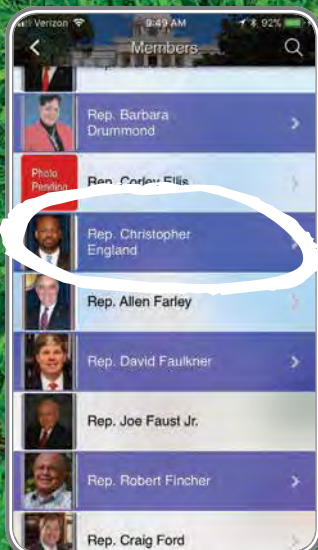 Verizon 9:49 AM 92%
Members
Rep. Barbara
Drummond
Photo
Pending
Rep. Corley Ellis
Rep. Christopher
England
Rep. Allen Farley
Rep. David Faulkner
Rep. Joe Faust Jr.
Rep. Robert Fincher
Rep. Craig Ford